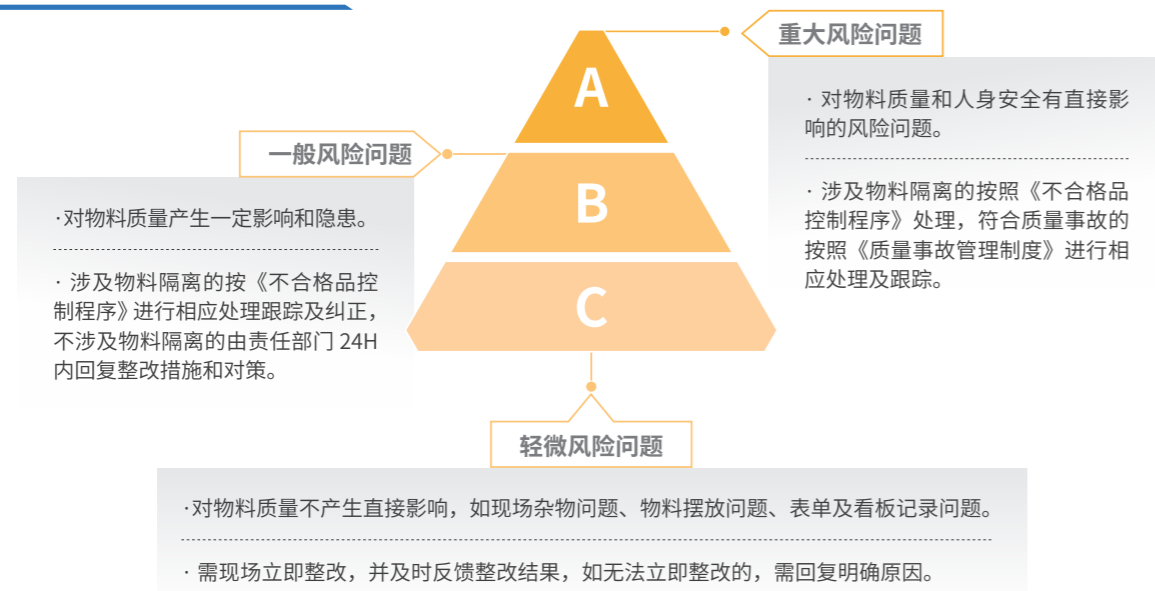 A
重大风险问题
· 对物料质量和人身安全有直接影
响的风险问题。
· 涉及物料隔离的按照《不合格品
控制程序》处理，符合质量事故的
按照《质量事故管理制度》进行相
应处理及跟踪。
B
一般风险问题
·对物料质量产生一定影响和隐患。
· 涉及物料隔离的按《不合格品控
制程序》进行相应处理跟踪及纠正，
不涉及物料隔离的由责任部门 24H
内回复整改措施和对策。
C
轻微风险问题
·对物料质量不产生直接影响，如现场杂物问题、物料摆放问题、表单及看板记录问题。
· 需现场立即整改，并及时反馈整改结果，如无法立即整改的，需回复明确原因。